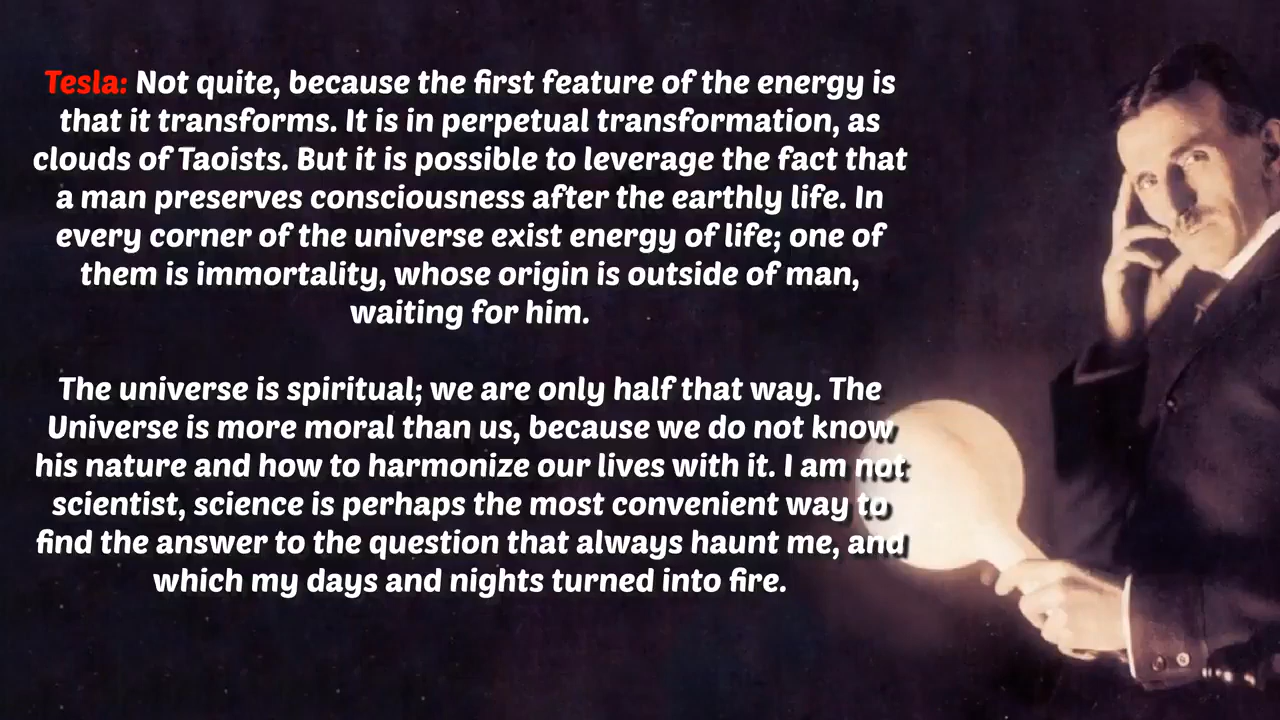 Tesla: Not quite, because the first feature of the energy is
that it transforms. It is in perpetual transformation, as
clouds of Taoists. But it is possible to leverage the fact that
a man preserves consciousness after the earthly life. In
every corner of the universe exist energy of life; one of
them is immortality, whose origin is outside of man,
waiting for him.
The universe is spiritual; we are only half that way. The
Universe is more moral than us, because we do not know
his nature and how to harmonize our lives with it. I am not
scientist, science is perhaps the most convenient way to
find the answer to the question that always haunt me, and
which my days and nights turned into fire.